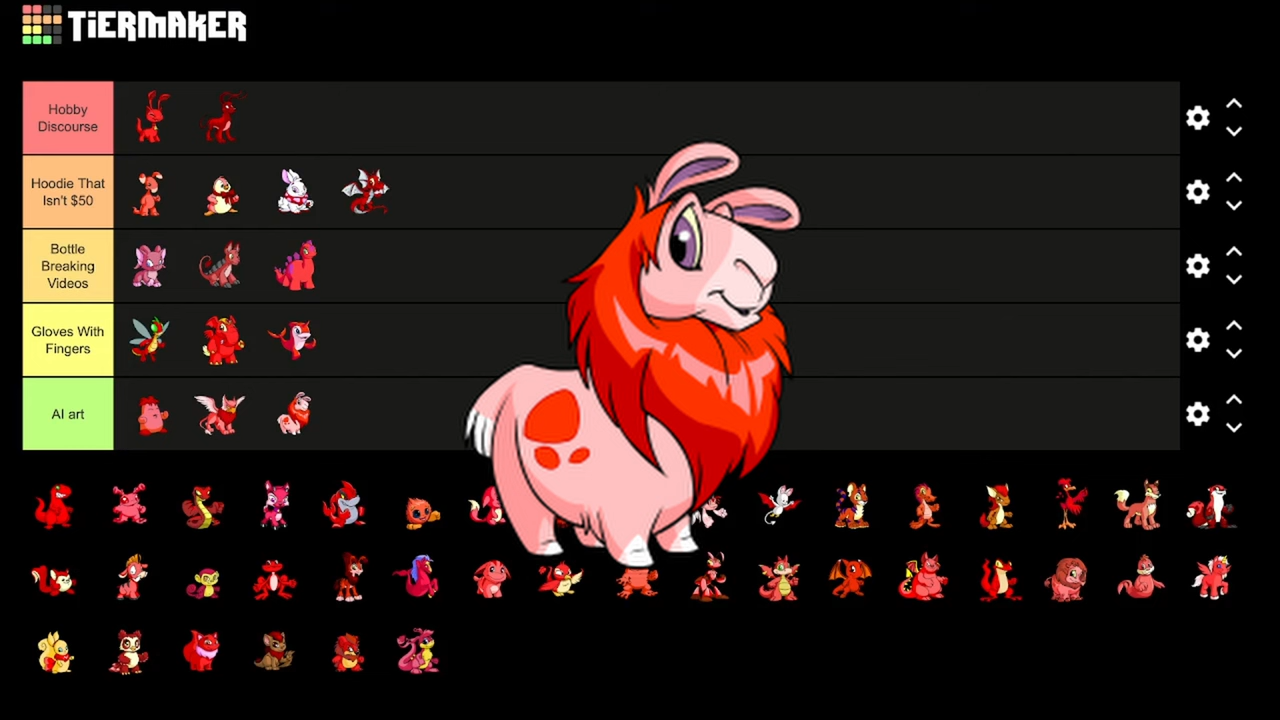 TiERMAKER
Hobby
Discourse
Hoodie That
Isn't $50
Bottle
Breaking
Videos
Gloves With
Fingers
AI art